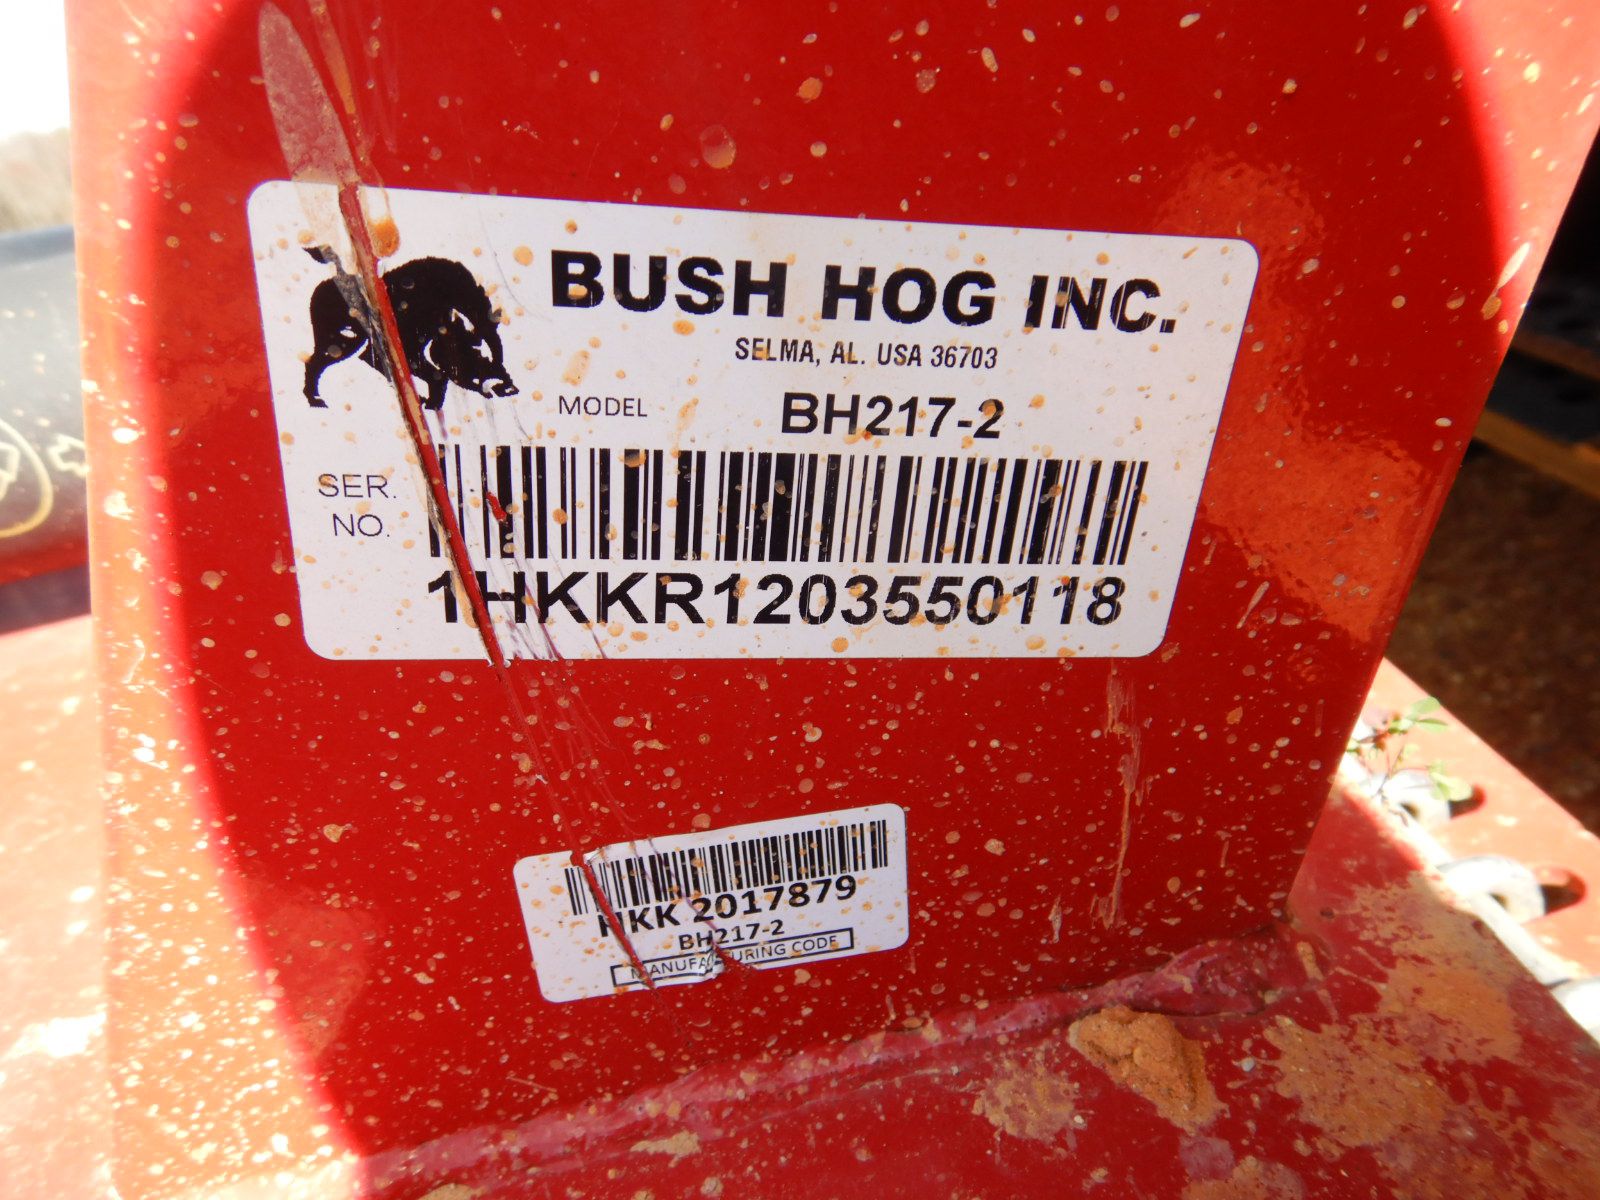 BUSH HOG INC.
SELMA, AL. USA 36703
MODEL BH217-2
SER.
NO.
1HKKR1203550118
HKK 2017879
BH217-2
MANUFACTURING CODE